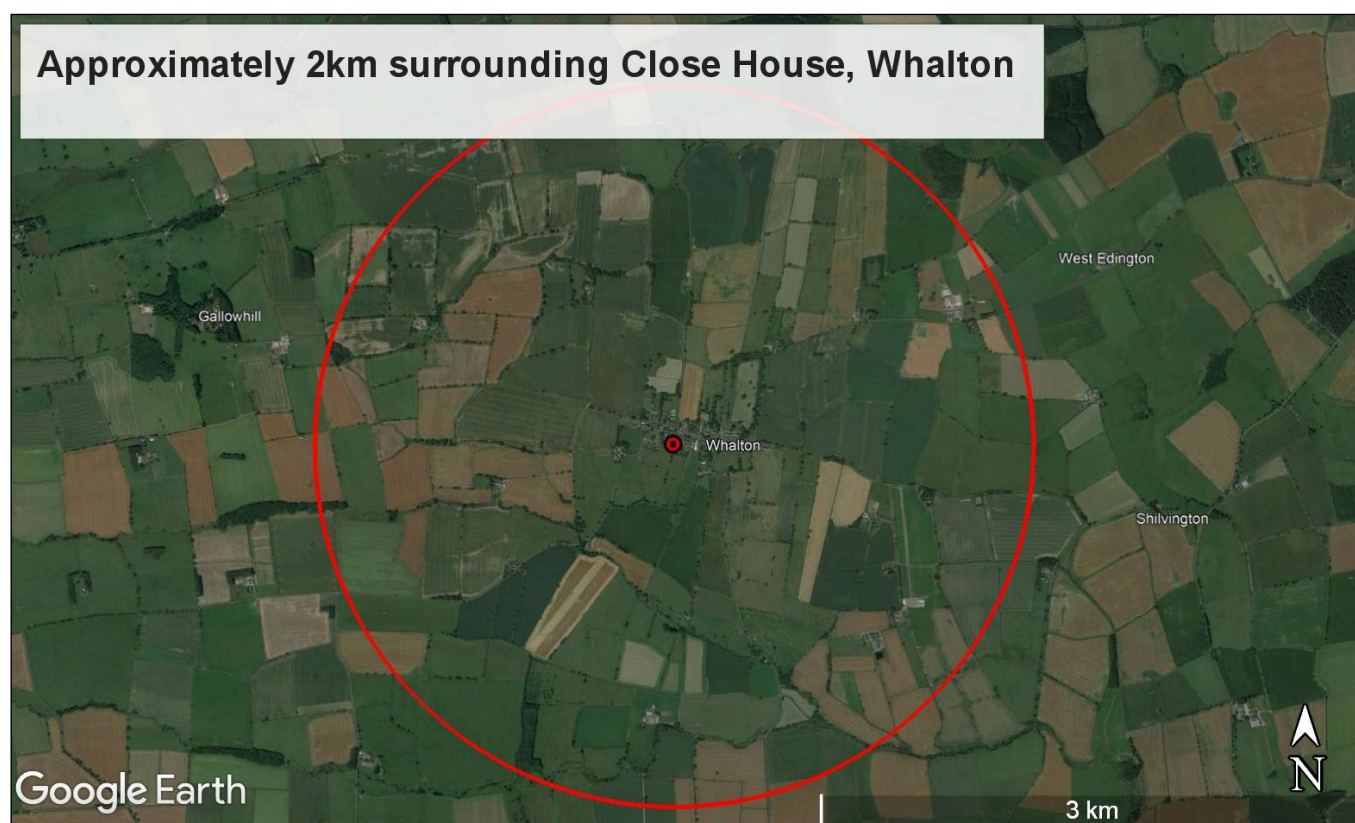 Approximately 2km surrounding Close House, Whalton
West Edington
Gallowhill
Whalton
Shilvington
Google Earth
N
3 km